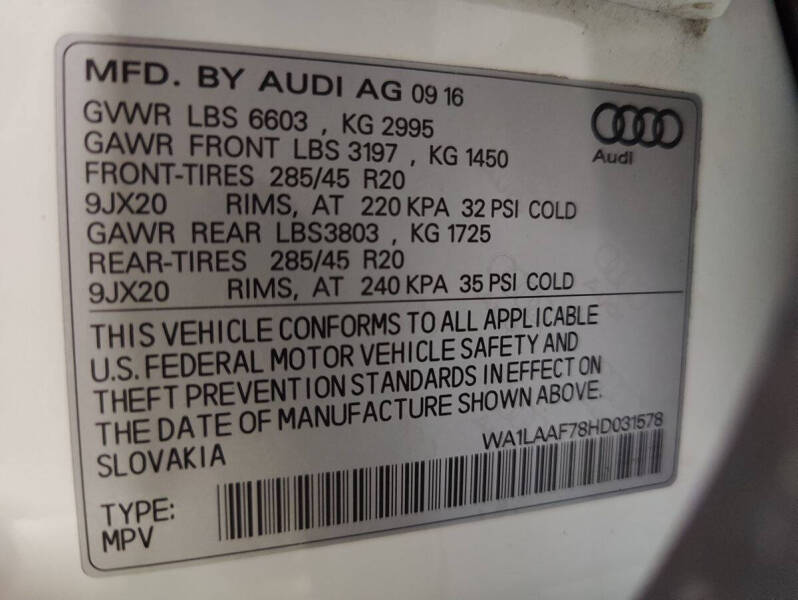 MFD. BY AUDI AG 09 16
GVWR LBS 6603 , KG 2995
GAWR FRONT LBS 3197 , KG 1450
FRONT-TIRES 285/45 R20
9JX20 RIMS, AT 220 KPA 32 PSI COLD
GAWR REAR LBS3803 , KG 1725
REAR-TIRES 285/45 R20
9JX20 RIMS, AT 240 KPA 35 PSI COLD
Audi
THIS VEHICLE CONFORMS TO ALL APPLICABLE
U.S. FEDERAL MOTOR VEHICLE SAFETY AND
THEFT PREVENTION STANDARDS IN EFFECT ON
THE DATE OF MANUFACTURE SHOWN ABOVE.
SLOVAKIA
WA1LAAF78HD031578
TYPE:
MPV